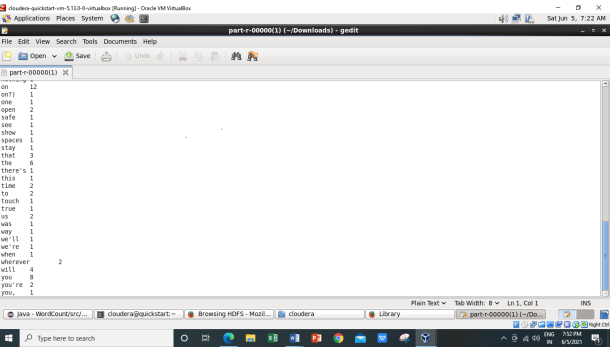 cloudera-quickstart-vm-5.13.0-0-virtualbox [Running] - Oracle VM VirtualBox
Applications Places System Sat Jun 5, 7:22 AM
part-r-00000(1) (~/Downloads) - gedit
File Edit View Search Tools Documents Help
Open Save Undo
part-r-00000(1)
on 12
on?) 1
one 1
open 2
safe 1
see 1
show 1
spaces 1
stay 1
that 3
the 6
there's 1
this 1
time 2
to 2
touch 1
true 1
us 2
was 1
way 1
we'll 1
we're 1
when 1
wherever 2
will 4
you 8
you're 2
you, 1
Plain Text Tab Width: 8 Ln 1, Col 1 INS
Java - WordCount/src/... cloudera@quickstart:~ Browsing HDFS - Mozil... cloudera Library part-r-00000(1) (~/Do...
Right Ctrl
Type here to search
ENG 7:52 PM
IN 6/5/2021